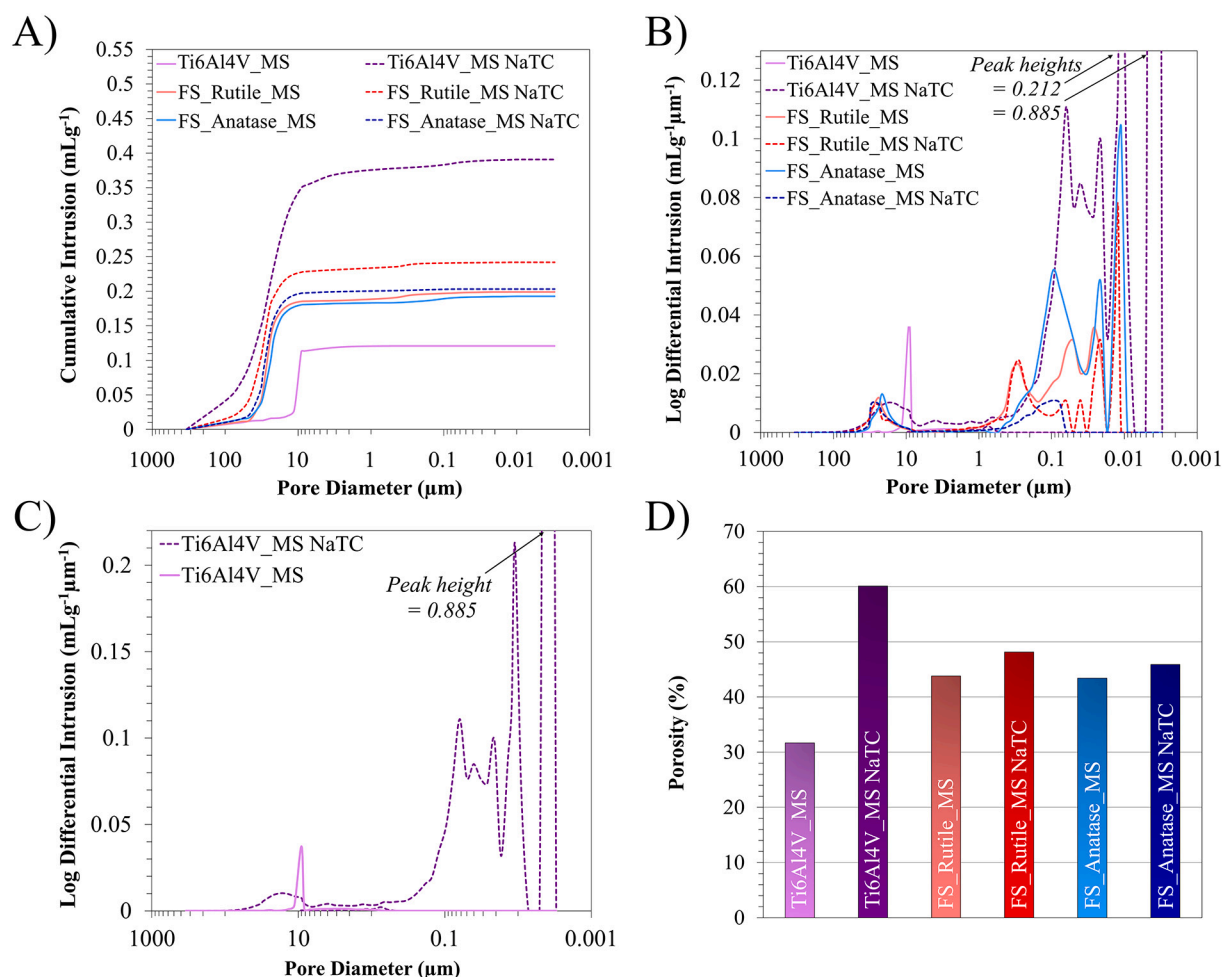 A)
Cumulative Intrusion (mLg⁻¹)
0.55
0.5
0.45
0.4
0.35
0.3
0.25
0.2
0.15
0.1
0.05
0
Ti6Al4V_MS
Ti6Al4V_MS NaTC
FS_Rutile_MS
FS_Rutile_MS NaTC
FS_Anatase_MS
FS_Anatase_MS NaTC
1000 100 10 1 0.1 0.01 0.001
Pore Diameter (µm)
B)
Log Differential Intrusion (mLg⁻¹µm⁻¹)
0.12
0.1
0.08
0.06
0.04
0.02
0
Ti6Al4V_MS
Ti6Al4V_MS NaTC
FS_Rutile_MS
FS_Rutile_MS NaTC
FS_Anatase_MS
FS_Anatase_MS NaTC
Peak heights
= 0.212
= 0.885
1000 100 10 1 0.1 0.01 0.001
Pore Diameter (µm)
C)
Log Differential Intrusion (mLg⁻¹µm⁻¹)
0.2
0.15
0.1
0.05
0
Ti6Al4V_MS NaTC
Ti6Al4V_MS
Peak height
= 0.885
1000 10 0.1 0.001
Pore Diameter (µm)
D)
Porosity (%)
70
60
50
40
30
20
10
0
Ti6Al4V_MS
Ti6Al4V_MS NaTC
FS_Rutile_MS
FS_Rutile_MS NaTC
FS_Anatase_MS
FS_Anatase_MS NaTC